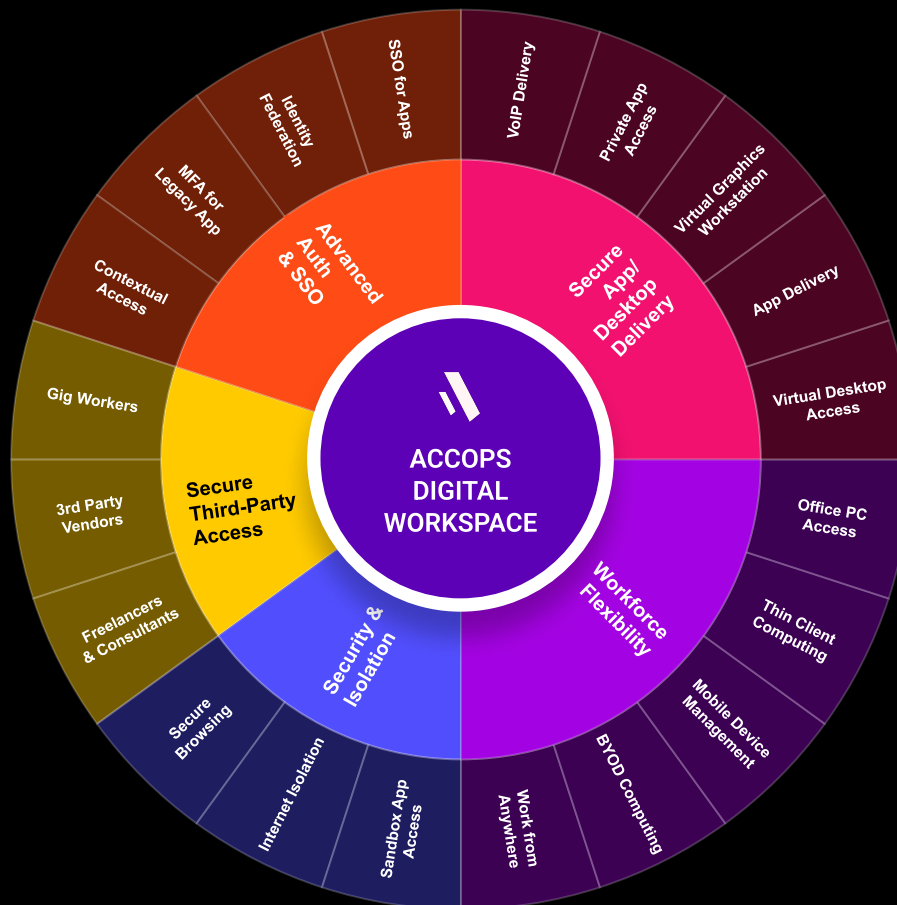 ACCOPS
DIGITAL
WORKSPACE
Secure
App/
Desktop
Delivery
VoIP Delivery
Private App
Access
Virtual Graphics
Workstation
App Delivery
Virtual Desktop
Access
Workforce
Flexibility
Office PC
Access
Thin Client
Computing
Mobile Device
Management
BYOD Computing
Work from
Anywhere
Security &
Isolation
Sandbox App
Access
Internet Isolation
Secure
Browsing
Secure
Third-Party
Access
Freelancers
& Consultants
3rd Party
Vendors
Gig Workers
Advanced
Auth
& SSO
Contextual
Access
MFA for
Legacy App
Identity
Federation
SSO for Apps